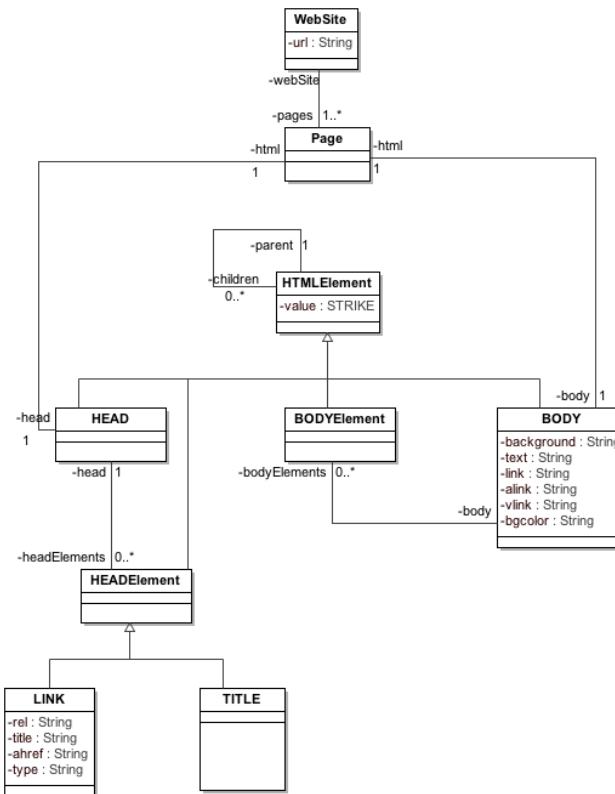 WebSite
-url : String
-webSite
-pages 1..*
Page
-html
1
-html
1
-parent 1
-children
0..*
HTMLElement
-value : STRIKE
-head
1
HEAD
BODYElement
-body 1
BODY
-background : String
-text : String
-link : String
-alink : String
-vlink : String
-bgcolor : String
-head 1
-bodyElements 0..*
-body
-headElements 0..*
HEADElement
LINK
-rel : String
-title : String
-ahref : String
-type : String
TITLE